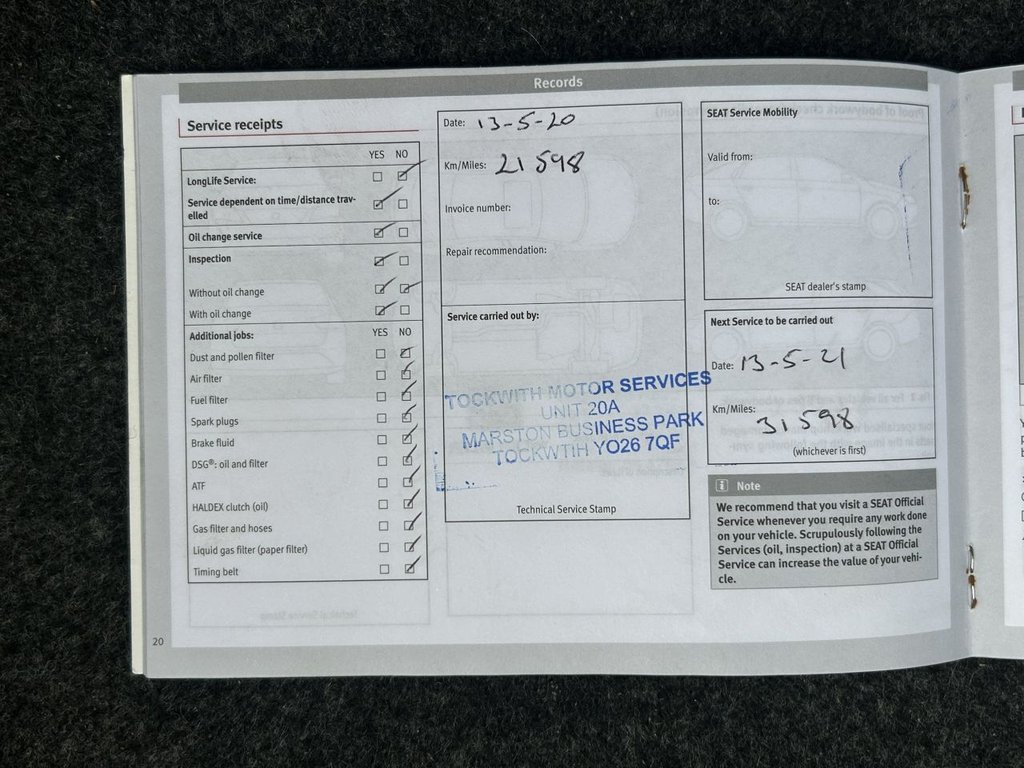 Records
Service receipts
YES NO
LongLife Service:
Service dependent on time/distance trav-
elled
Oil change service
Inspection
Without oil change
With oil change
Additional jobs: YES NO
Dust and pollen filter
Air filter
Fuel filter
Spark plugs
Brake fluid
DSG®: oil and filter
ATF
HALDEX clutch (oil)
Gas filter and hoses
Liquid gas filter (paper filter)
Timing belt
20
Date: 13-5-20
Km/Miles: 21 598
Invoice number:
Repair recommendation:
Service carried out by:
TOCKWITH MOTOR SERVICES
UNIT 20A
MARSTON BUSINESS PARK
TOCKWTIH YO26 7QF
Technical Service Stamp
SEAT Service Mobility
Valid from:
to:
SEAT dealer's stamp
Next Service to be carried out
Date: 13-5-21
Km/Miles: 31 598
(whichever is first)
Note
We recommend that you visit a SEAT Official
Service whenever you require any work done
on your vehicle. Scrupulously following the
Services (oil, inspection) at a SEAT Official
Service can increase the value of your vehi-
cle.